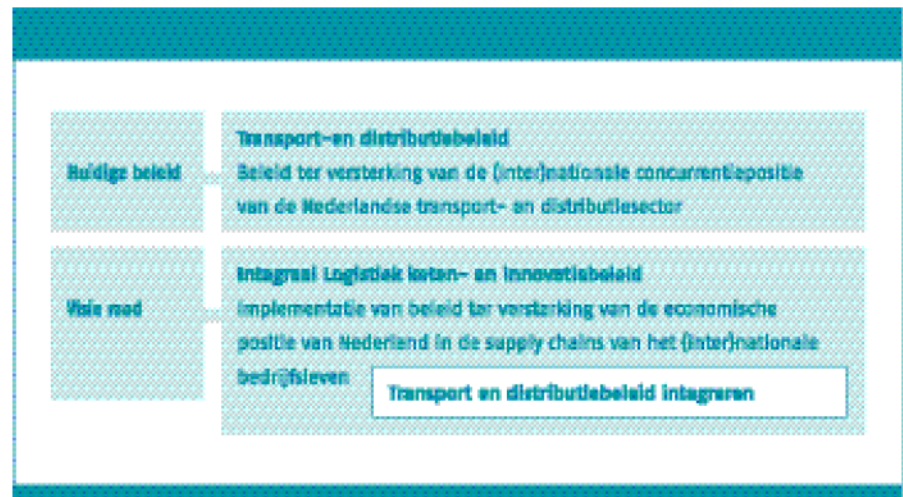 Huidige beleid
Transport-en distributiebeleid
Beleid ter versterking van de (inter)nationale concurrentiepositie
van de Nederlandse transport- en distributiesector
Visie raad
Integraal Logistiek keten- en innovatiebeleid
Implementatie van beleid ter versterking van de economische
positie van Nederland in de supply chains van het (inter)nationale
bedrijfsleven
Transport en distributiebeleid integreren